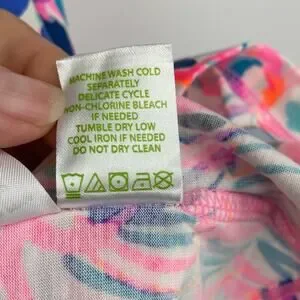 MACHINE WASH COLD
SEPARATELY
DELICATE CYCLE
NON-CHLORINE BLEACH
IF NEEDED
TUMBLE DRY LOW
COOL IRON IF NEEDED
DO NOT DRY CLEAN